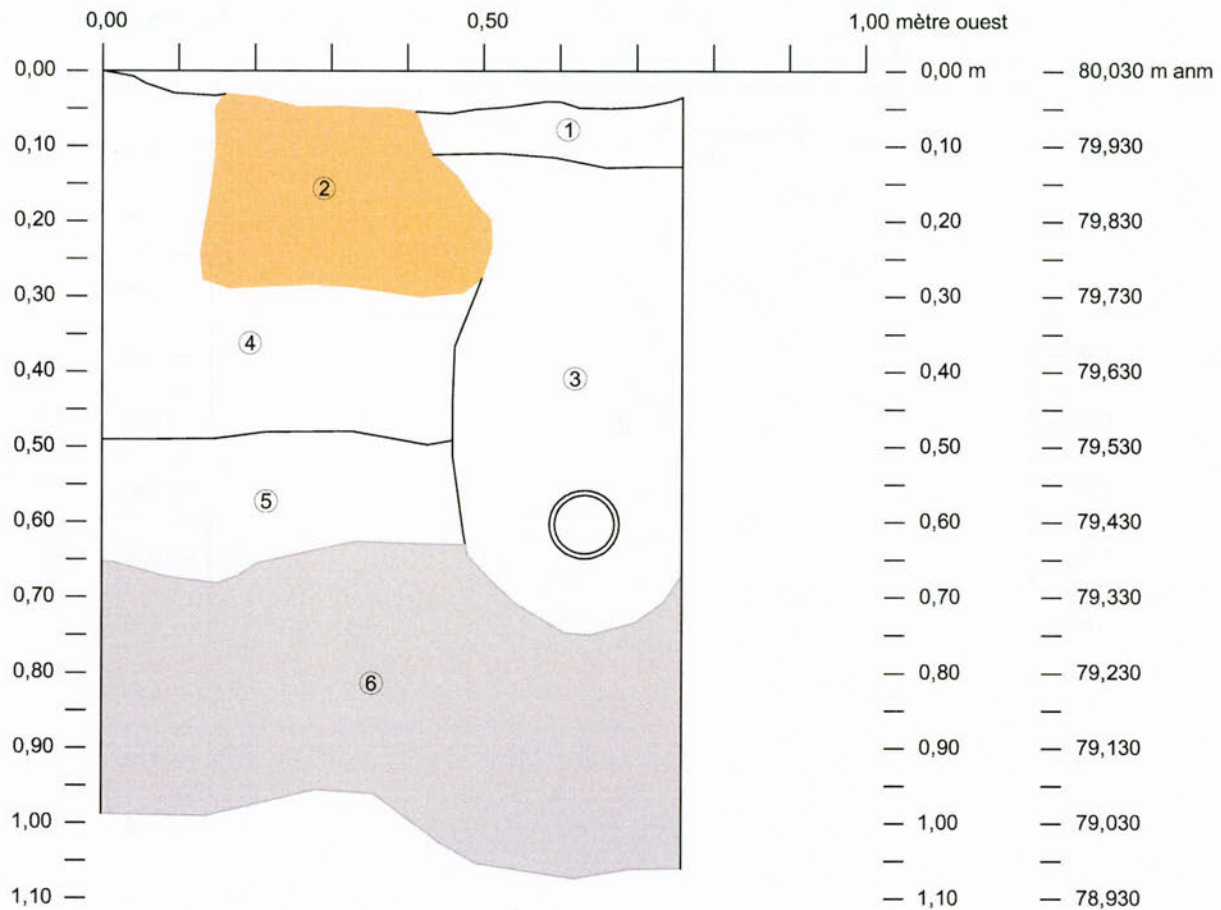 0,00 0,50 1,00 mètre ouest
0,00 0,00 m 80,030 m anm
①
0,10 0,10 79,930
②
0,20 0,20 79,830
0,30 0,30 79,730
④
0,40 ③ 0,40 79,630
0,50 0,50 79,530
⑤
0,60 0,60 79,430
0,70 0,70 79,330
0,80 0,80 79,230
⑥
0,90 0,90 79,130
1,00 1,00 79,030
1,10 1,10 78,930